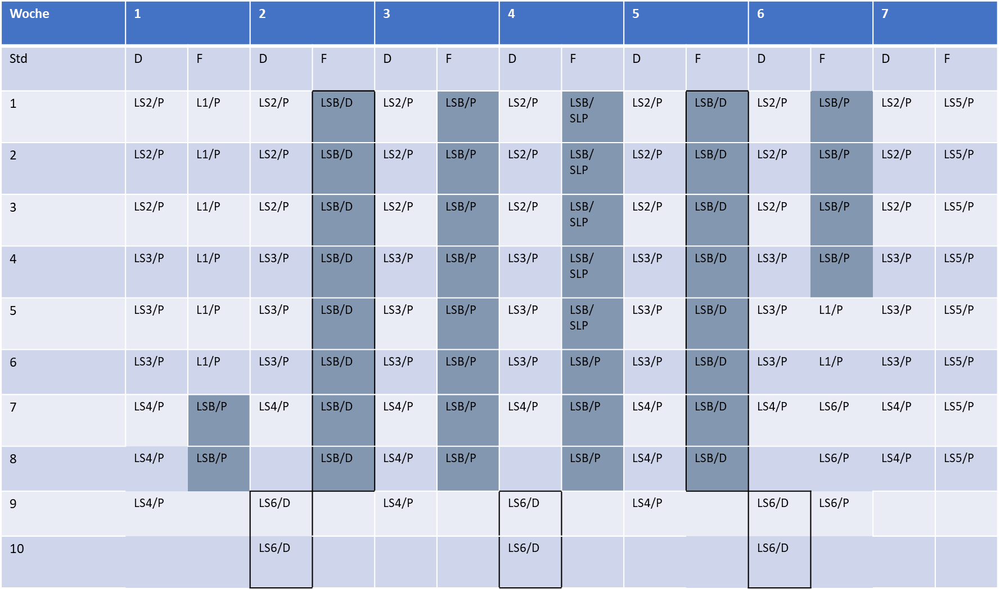 Woche 1 2 3 4 5 6 7
Std D F D F D F D F D F D F D F
1 LS2/P L1/P LS2/P LSB/D LS2/P LSB/P LS2/P LSB/ LS2/P LSB/D LS2/P LSB/P LS2/P LS5/P
SLP
2 LS2/P L1/P LS2/P LSB/D LS2/P LSB/P LS2/P LSB/ LS2/P LSB/D LS2/P LSB/P LS2/P LS5/P
SLP
3 LS2/P L1/P LS2/P LSB/D LS2/P LSB/P LS2/P LSB/ LS2/P LSB/D LS2/P LSB/P LS2/P LS5/P
SLP
4 LS3/P L1/P LS3/P LSB/D LS3/P LSB/P LS3/P LSB/ LS3/P LSB/D LS3/P LSB/P LS3/P LS5/P
SLP
5 LS3/P L1/P LS3/P LSB/D LS3/P LSB/P LS3/P LSB/ LS3/P LSB/D LS3/P L1/P LS3/P LS5/P
SLP
6 LS3/P L1/P LS3/P LSB/D LS3/P LSB/P LS3/P LSB/P LS3/P LSB/D LS3/P L1/P LS3/P LS5/P
7 LS4/P LSB/P LS4/P LSB/D LS4/P LSB/P LS4/P LSB/P LS4/P LSB/D LS4/P LS6/P LS4/P LS5/P
8 LS4/P LSB/P LSB/D LS4/P LSB/P LSB/P LS4/P LSB/D LS6/P LS4/P LS5/P
9 LS4/P LS6/D LS4/P LS6/D LS4/P LS6/D LS6/P
10 LS6/D LS6/D LS6/D